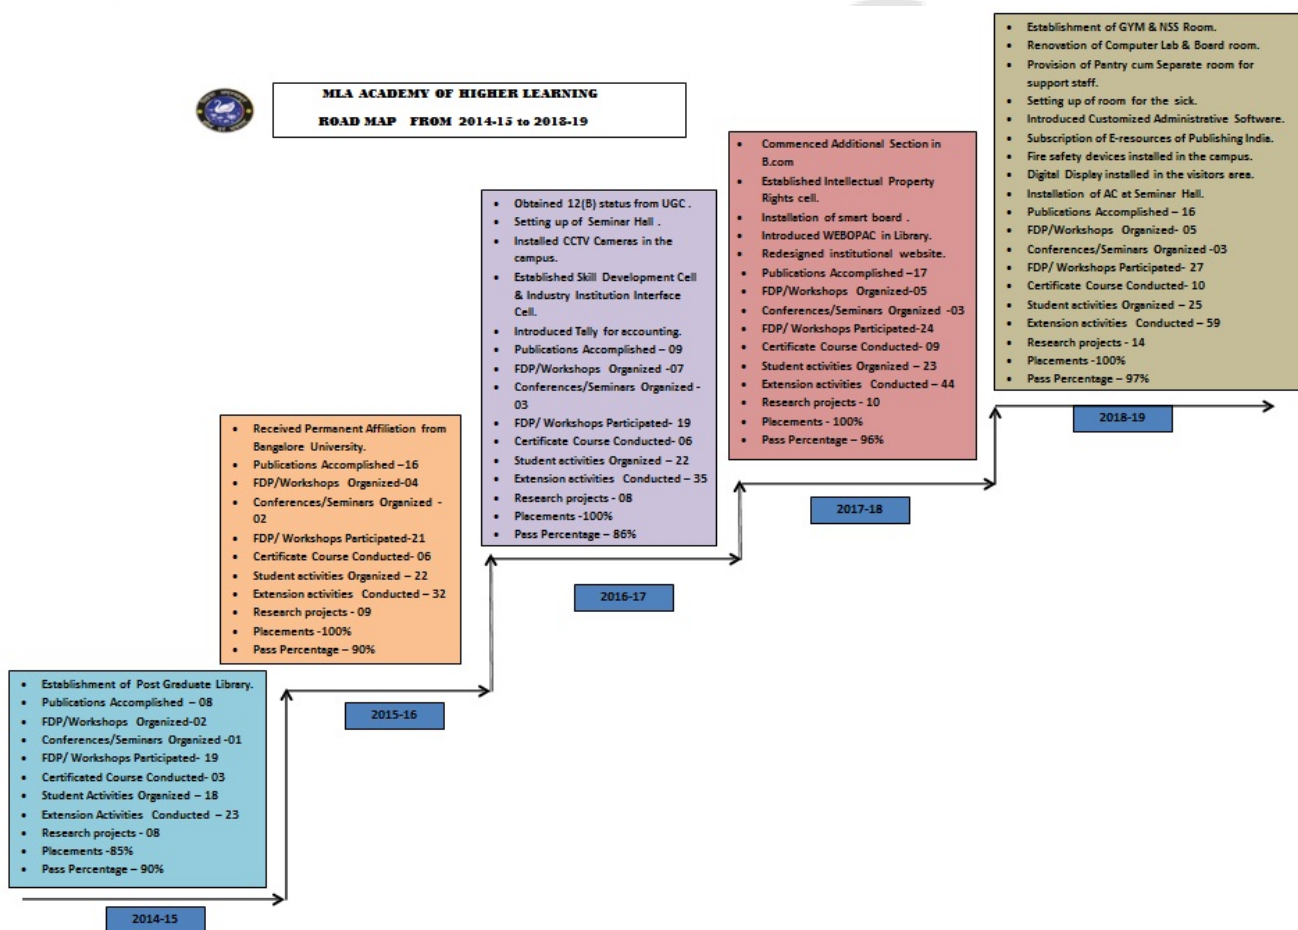 MLA ACADEMY OF HIGHER LEARNING
ROAD MAP FROM 2014-15 to 2018-19
• Establishment of Post Graduate Library.
• Publications Accomplished – 08
• FDP/Workshops Organized-02
• Conferences/Seminars Organized -01
• FDP/ Workshops Participated- 19
• Certificated Course Conducted- 03
• Student Activities Organized – 18
• Extension Activities Conducted – 23
• Research projects - 08
• Placements -85%
• Pass Percentage – 90%
2014-15
• Received Permanent Affiliation from
Bangalore University.
• Publications Accomplished –16
• FDP/Workshops Organized-04
• Conferences/Seminars Organized -
02
• FDP/ Workshops Participated-21
• Certificate Course Conducted- 06
• Student activities Organized – 22
• Extension activities Conducted – 32
• Research projects - 09
• Placements -100%
• Pass Percentage – 90%
2015-16
• Obtained 12(B) status from UGC .
• Setting up of Seminar Hall .
• Installed CCTV Cameras in the
campus.
• Established Skill Development Cell
& Industry Institution Interface
Cell.
• Introduced Tally for accounting.
• Publications Accomplished – 09
• FDP/Workshops Organized -07
• Conferences/Seminars Organized -
03
• FDP/ Workshops Participated- 19
• Certificate Course Conducted- 06
• Student activities Organized – 22
• Extension activities Conducted – 35
• Research projects - 08
• Placements -100%
• Pass Percentage – 86%
2016-17
• Commenced Additional Section in
B.com
• Established Intellectual Property
Rights cell.
• Installation of smart board .
• Introduced WEBOPAC in Library.
• Redesigned institutional website.
• Publications Accomplished –17
• FDP/Workshops Organized-05
• Conferences/Seminars Organized -03
• FDP/ Workshops Participated-24
• Certificate Course Conducted- 09
• Student activities Organized – 23
• Extension activities Conducted – 44
• Research projects - 10
• Placements - 100%
• Pass Percentage – 96%
2017-18
• Establishment of GYM & NSS Room.
• Renovation of Computer Lab & Board room.
• Provision of Pantry cum Separate room for
support staff.
• Setting up of room for the sick.
• Introduced Customized Administrative Software.
• Subscription of E-resources of Publishing India.
• Fire safety devices installed in the campus.
• Digital Display installed in the visitors area.
• Installation of AC at Seminar Hall.
• Publications Accomplished – 16
• FDP/Workshops Organized- 05
• Conferences/Seminars Organized -03
• FDP/ Workshops Participated- 27
• Certificate Course Conducted- 10
• Student activities Organized – 25
• Extension activities Conducted – 59
• Research projects - 14
• Placements -100%
• Pass Percentage – 97%
2018-19